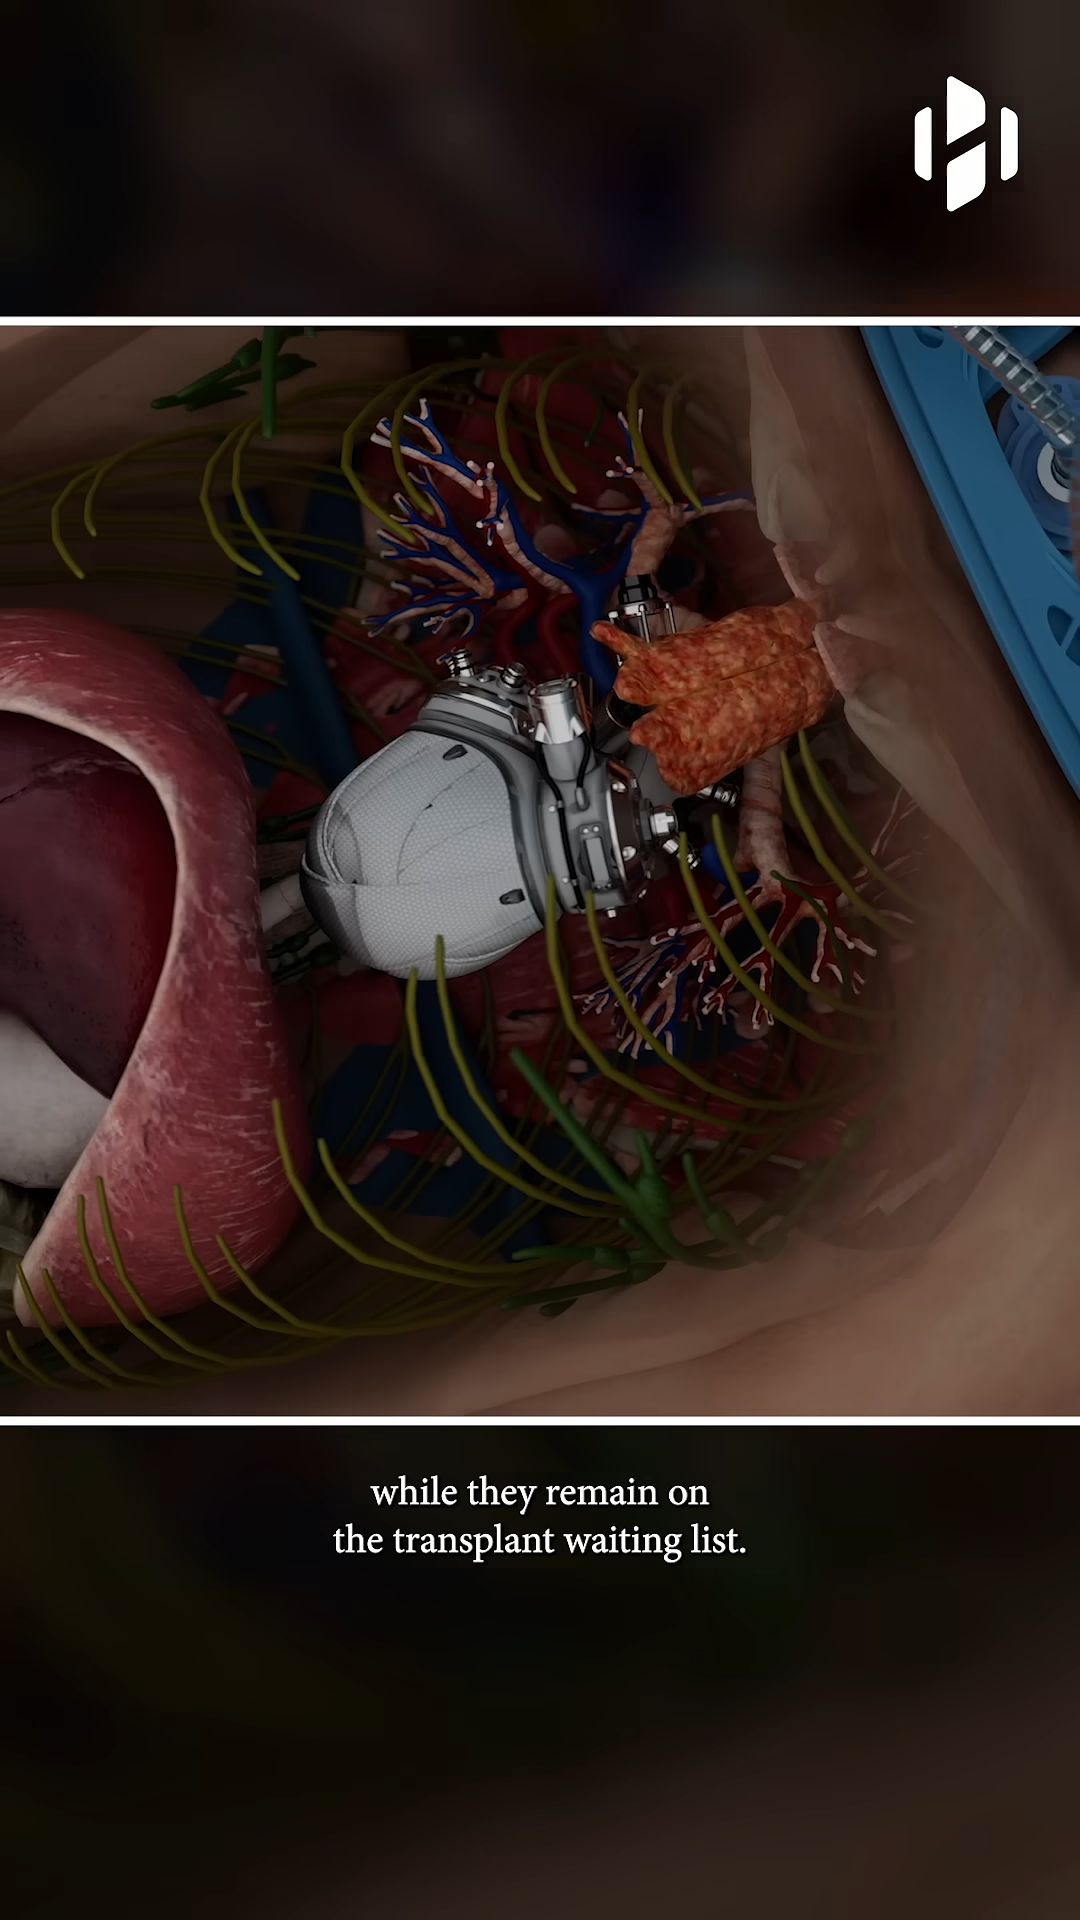 while they remain on
the transplant waiting list.